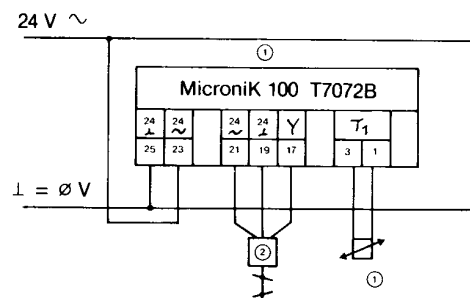 24 V ~
①
MicroniK 100 T7072B
24 24 24 24 Y T1
⊥ ~ ~ ⊥
25 23 21 19 17 3 1
⊥ = Ø V
②
①